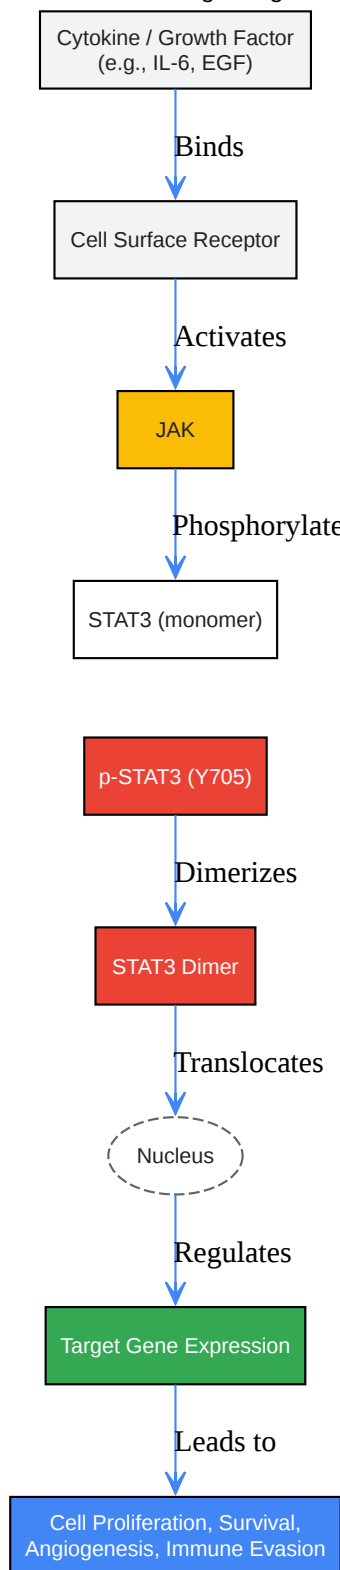 Cytokine / Growth Factor
(e.g., IL-6, EGF)
Binds
Cell Surface Receptor
Activates
JAK
Phosphorylate
STAT3 (monomer)
p-STAT3 (Y705)
Dimerizes
STAT3 Dimer
Translocates
Nucleus
Regulates
Target Gene Expression
Leads to
Cell Proliferation, Survival,
Angiogenesis, Immune Evasion